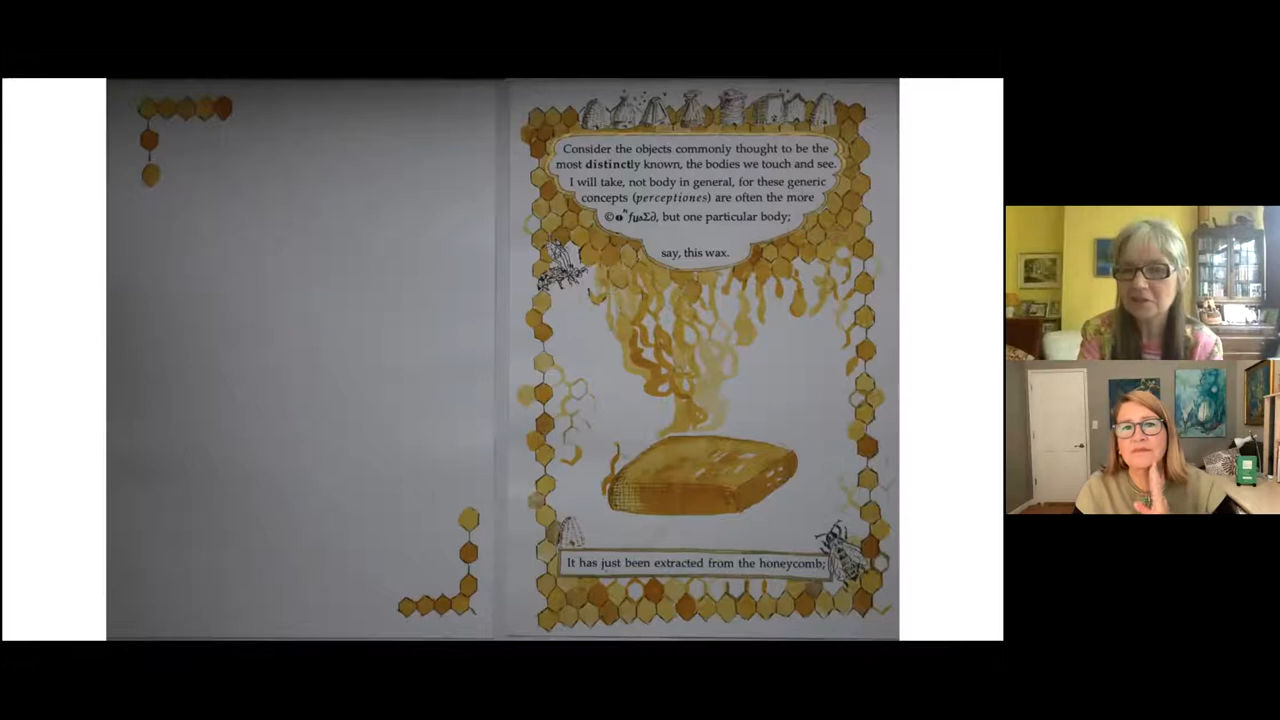 Consider the objects commonly thought to be the
most distinctly known, the bodies we touch and see.
I will take, not body in general, for these generic
concepts (perceptiones) are often the more
but one particular body;
say, this wax.
It has just been extracted from the honeycomb;